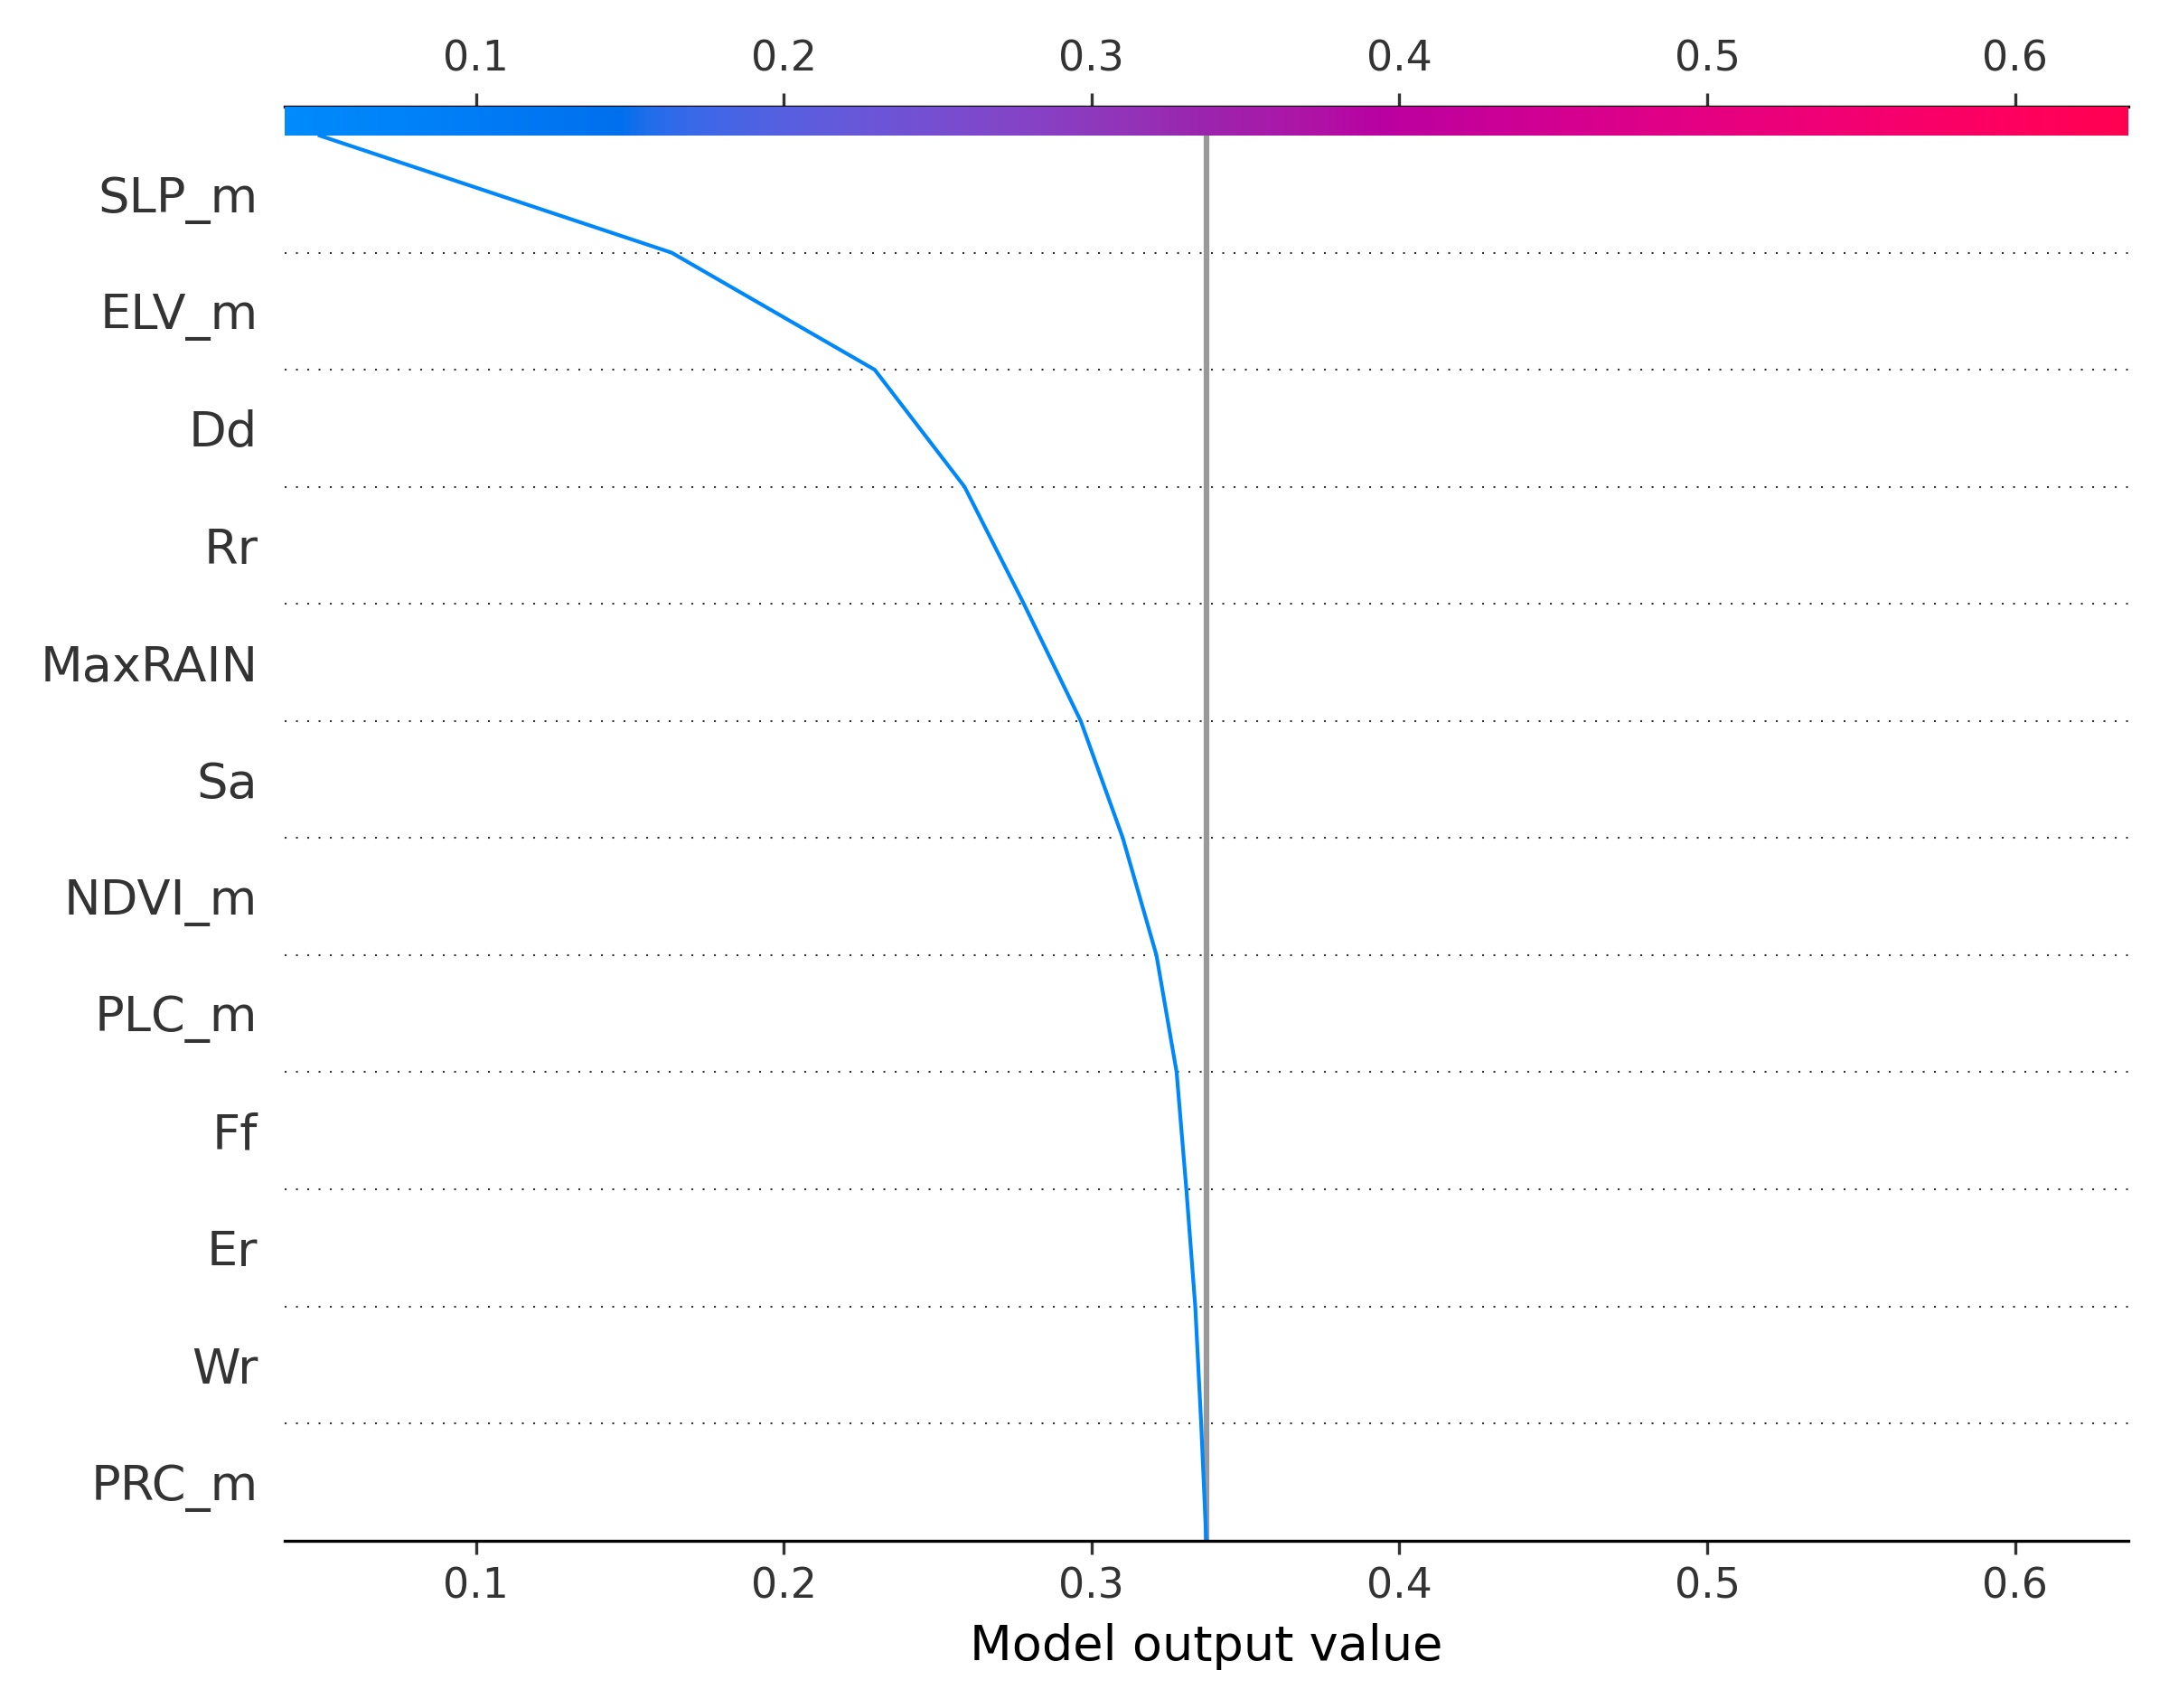 0.1 0.2 0.3 0.4 0.5 0.6
SLP_m
ELV_m
Dd
Rr
MaxRAIN
Sa
NDVI_m
PLC_m
Ff
Er
Wr
PRC_m
0.1 0.2 0.3 0.4 0.5 0.6
Model output value